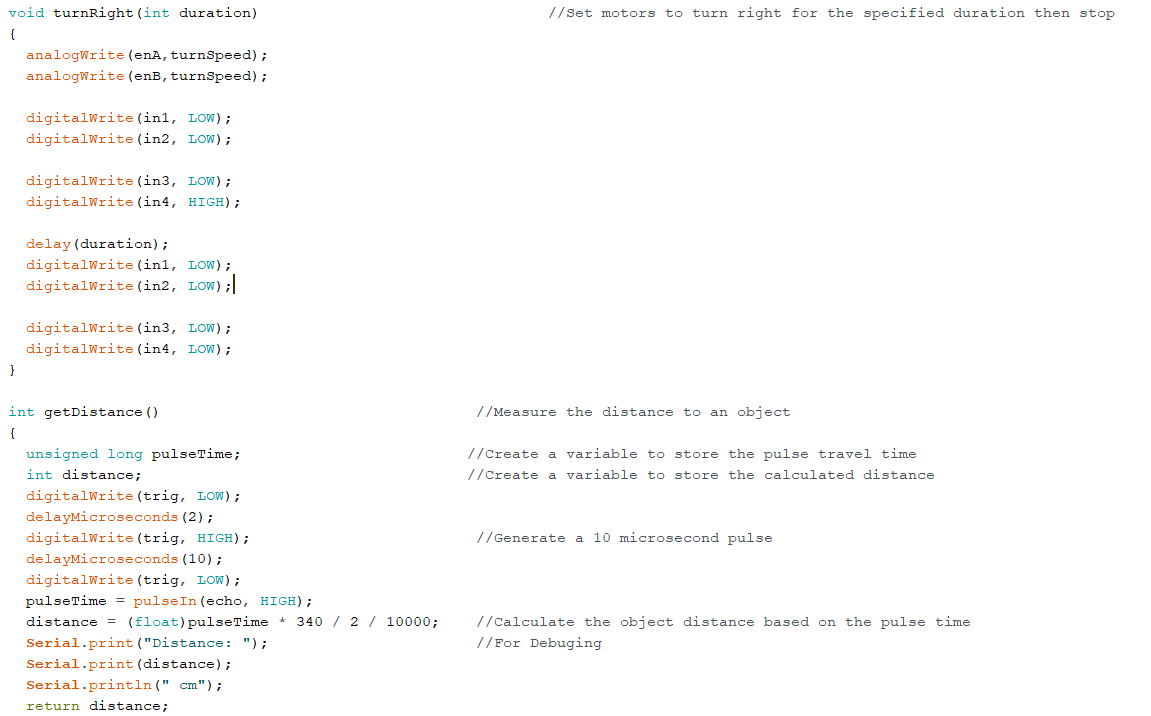 void turnRight(int duration) //Set motors to turn right for the specified duration then stop
{
analogWrite(enA,turnSpeed);
analogWrite(enB,turnSpeed);
digitalWrite(in1, LOW);
digitalWrite(in2, LOW);
digitalWrite(in3, LOW);
digitalWrite(in4, HIGH);
delay(duration);
digitalWrite(in1, LOW);
digitalWrite(in2, LOW);
digitalWrite(in3, LOW);
digitalWrite(in4, LOW);
}
int getDistance() //Measure the distance to an object
{
unsigned long pulseTime; //Create a variable to store the pulse travel time
int distance; //Create a variable to store the calculated distance
digitalWrite(trig, LOW);
delayMicroseconds(2);
digitalWrite(trig, HIGH); //Generate a 10 microsecond pulse
delayMicroseconds(10);
digitalWrite(trig, LOW);
pulseTime = pulseIn(echo, HIGH);
distance = (float)pulseTime * 340 / 2 / 10000; //Calculate the object distance based on the pulse time
Serial.print("Distance: "); //For Debuging
Serial.print(distance);
Serial.println(" cm");
return distance;